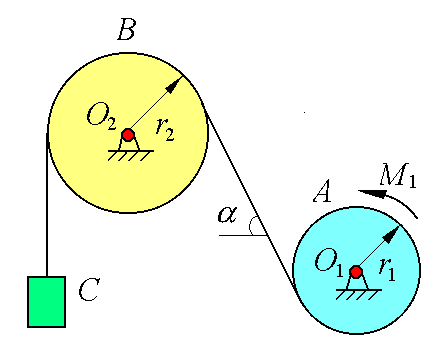 B
O₂
r₂
A
M₁
α
O₁
r₁
C